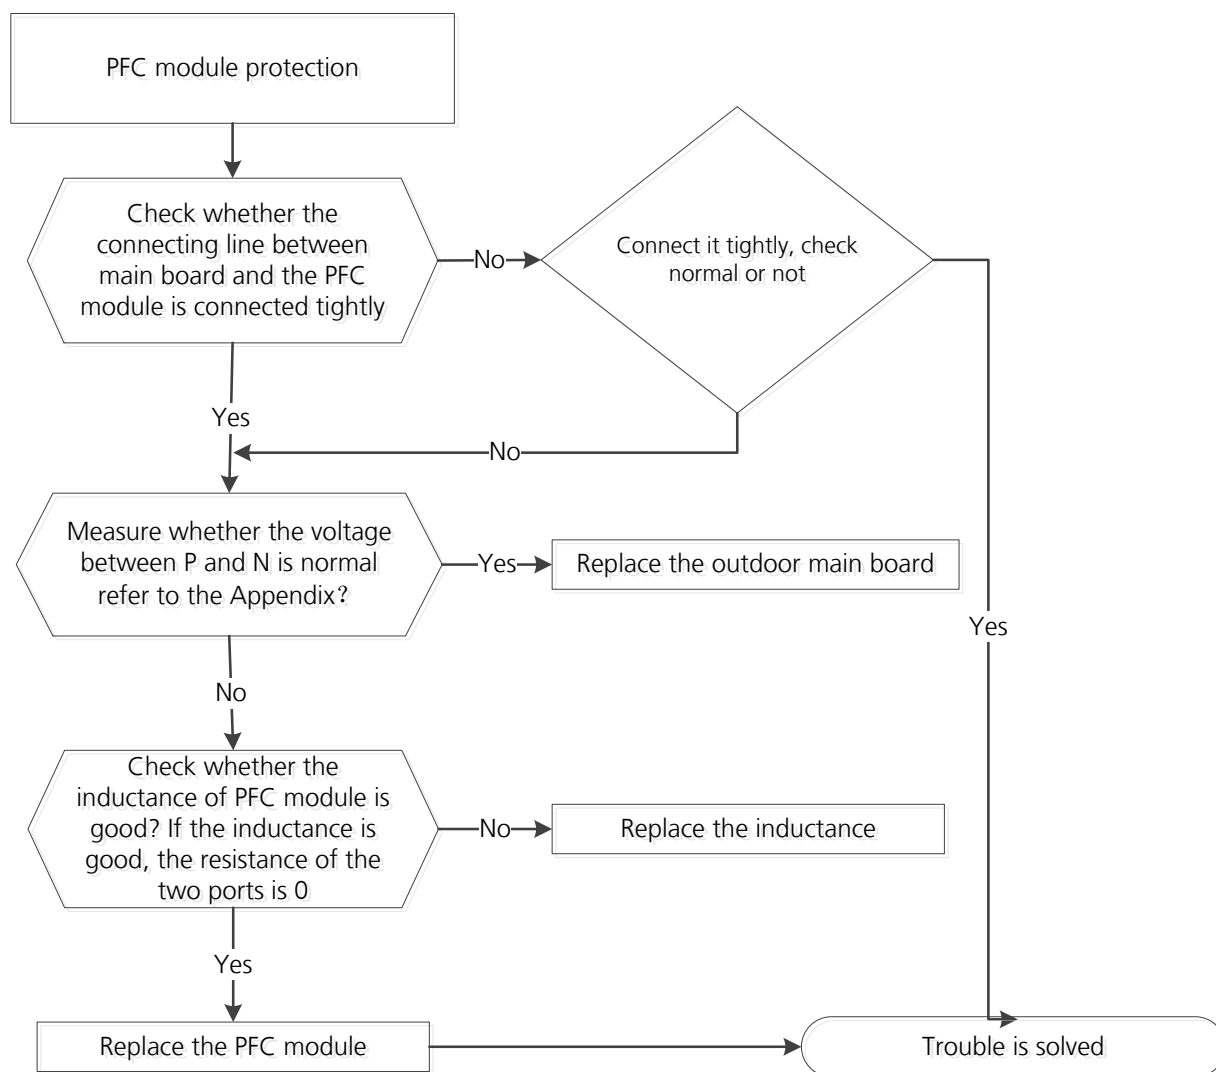 PFC module protection
Check whether the
connecting line between
main board and the PFC
module is connected tightly
No
Connect it tightly, check
normal or not
Yes
No
Measure whether the voltage
between P and N is normal
refer to the Appendix?
Yes
Replace the outdoor main board
Yes
No
Check whether the
inductance of PFC module is
good? If the inductance is
good, the resistance of the
two ports is 0
No
Replace the inductance
Yes
Replace the PFC module
Trouble is solved